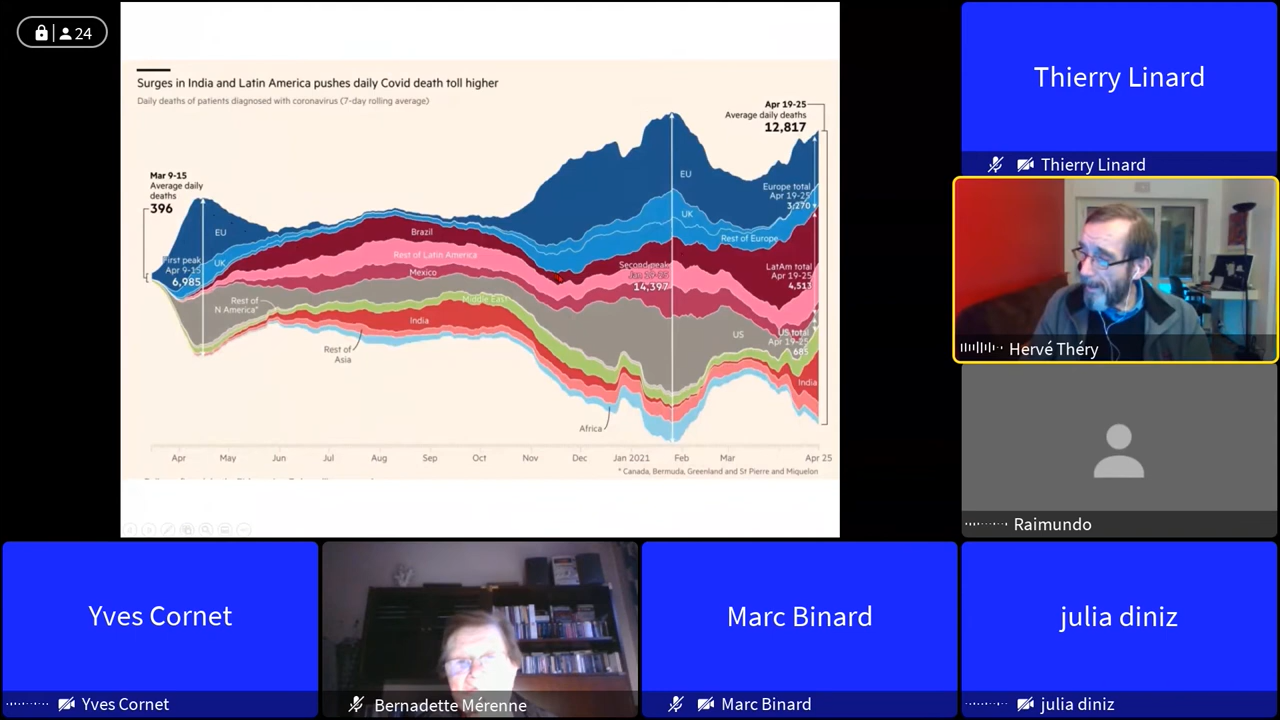 24
Surges in India and Latin America pushes daily Covid death toll higher
Daily deaths of patients diagnosed with coronavirus (7-day rolling average)
Mar 9-15
Average daily
deaths
396
First peak
Apr 9-15
6,985
EU
UK
Rest of
N America*
Brazil
Rest of Latin America
Mexico
Middle East
India
Rest of
Asia
Africa
Second peak
Jan 19-25
14,397
EU
UK
Rest of Europe
US
Apr 19-25
Average daily deaths
12,817
Europe total
Apr 19-25
3,270
LatAm total
Apr 19-25
4,513
US total
Apr 19-25
685
India
Apr May Jun Jul Aug Sep Oct Nov Dec Jan 2021 Feb Mar Apr 25
* Canada, Bermuda, Greenland and St Pierre and Miquelon
Thierry Linard
Thierry Linard
Hervé Théry
Raimundo
Yves Cornet
Yves Cornet
Bernadette Mérenne
Marc Binard
Marc Binard
julia diniz
julia diniz